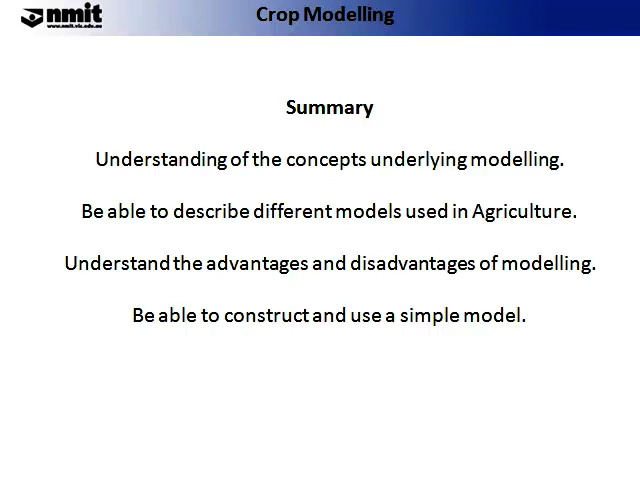 nmit
www.nmit.vic.edu.au
Crop Modelling
Summary
Understanding of the concepts underlying modelling.
Be able to describe different models used in Agriculture.
Understand the advantages and disadvantages of modelling.
Be able to construct and use a simple model.